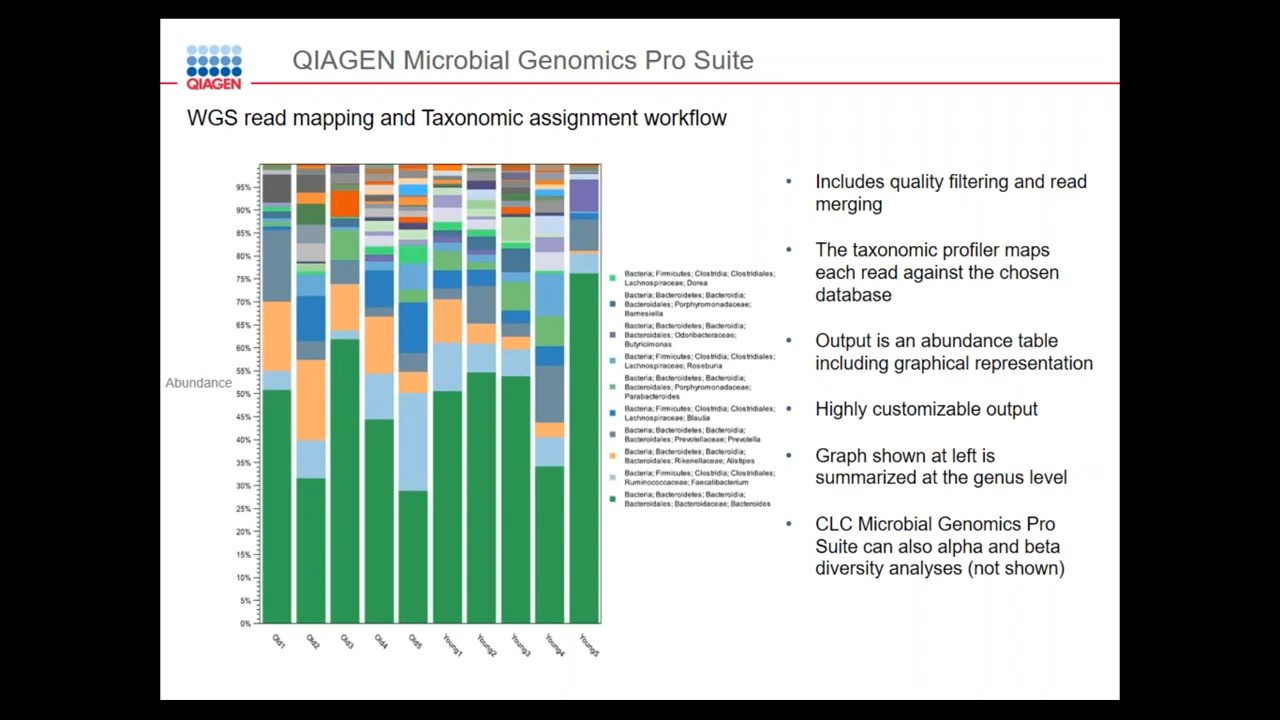 QIAGEN Microbial Genomics Pro Suite
QIAGEN
WGS read mapping and Taxonomic assignment workflow
Abundance
95%
90%
85%
80%
75%
70%
65%
60%
55%
50%
45%
40%
35%
30%
25%
20%
15%
10%
5%
0%
Old1
Old2
Old3
Old4
Old5
Young1
Young2
Young3
Young4
Young5
Bacteria; Firmicutes; Clostridia; Clostridiales;
Lachnospiraceae; Dorea
Bacteria; Bacteroidetes; Bacteroidia;
Bacteroidales; Porphyromonadaceae;
Barnesiella
Bacteria; Bacteroidetes; Bacteroidia;
Bacteroidales; Odoribacteraceae;
Butyricimonas
Bacteria; Firmicutes; Clostridia; Clostridiales;
Lachnospiraceae; Roseburia
Bacteria; Bacteroidetes; Bacteroidia;
Bacteroidales; Porphyromonadaceae;
Parabacteroides
Bacteria; Firmicutes; Clostridia; Clostridiales;
Lachnospiraceae; Blautia
Bacteria; Bacteroidetes; Bacteroidia;
Bacteroidales; Prevotellaceae; Prevotella
Bacteria; Bacteroidetes; Bacteroidia;
Bacteroidales; Rikenellaceae; Alistipes
Bacteria; Firmicutes; Clostridia; Clostridiales;
Ruminococcaceae; Faecalibacterium
Bacteria; Bacteroidetes; Bacteroidia;
Bacteroidales; Bacteroidaceae; Bacteroides
• Includes quality filtering and read
merging
• The taxonomic profiler maps
each read against the chosen
database
• Output is an abundance table
including graphical representation
• Highly customizable output
• Graph shown at left is
summarized at the genus level
• CLC Microbial Genomics Pro
Suite can also alpha and beta
diversity analyses (not shown)